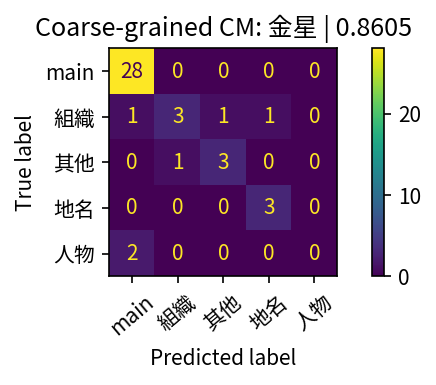 Coarse-grained CM: 金星 | 0.8605
main 28 0 0 0 0
組織 1 3 1 1 0
其他 0 1 3 0 0
地名 0 0 0 3 0
人物 2 0 0 0 0
True label
main 組織 其他 地名 人物
Predicted label
20
10
0